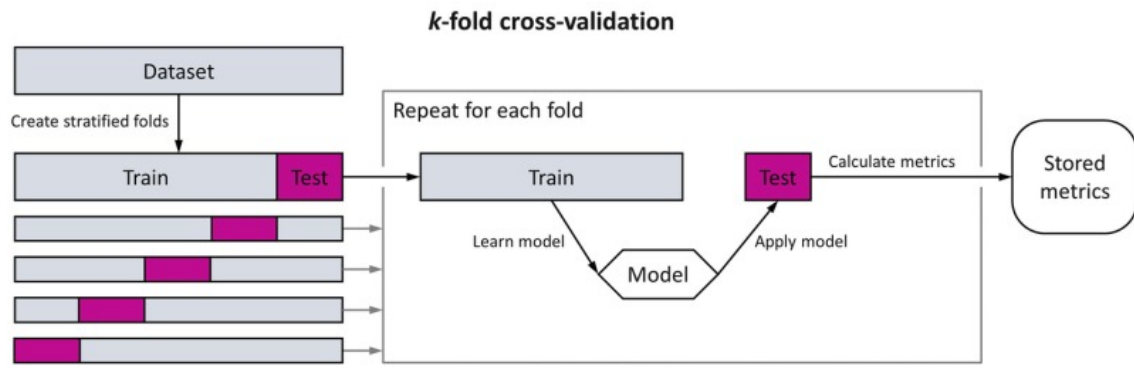 k-fold cross-validation
Dataset
Create stratified folds
Repeat for each fold
Train
Test
Train
Test
Calculate metrics
Stored
metrics
Learn model
Apply model
Model